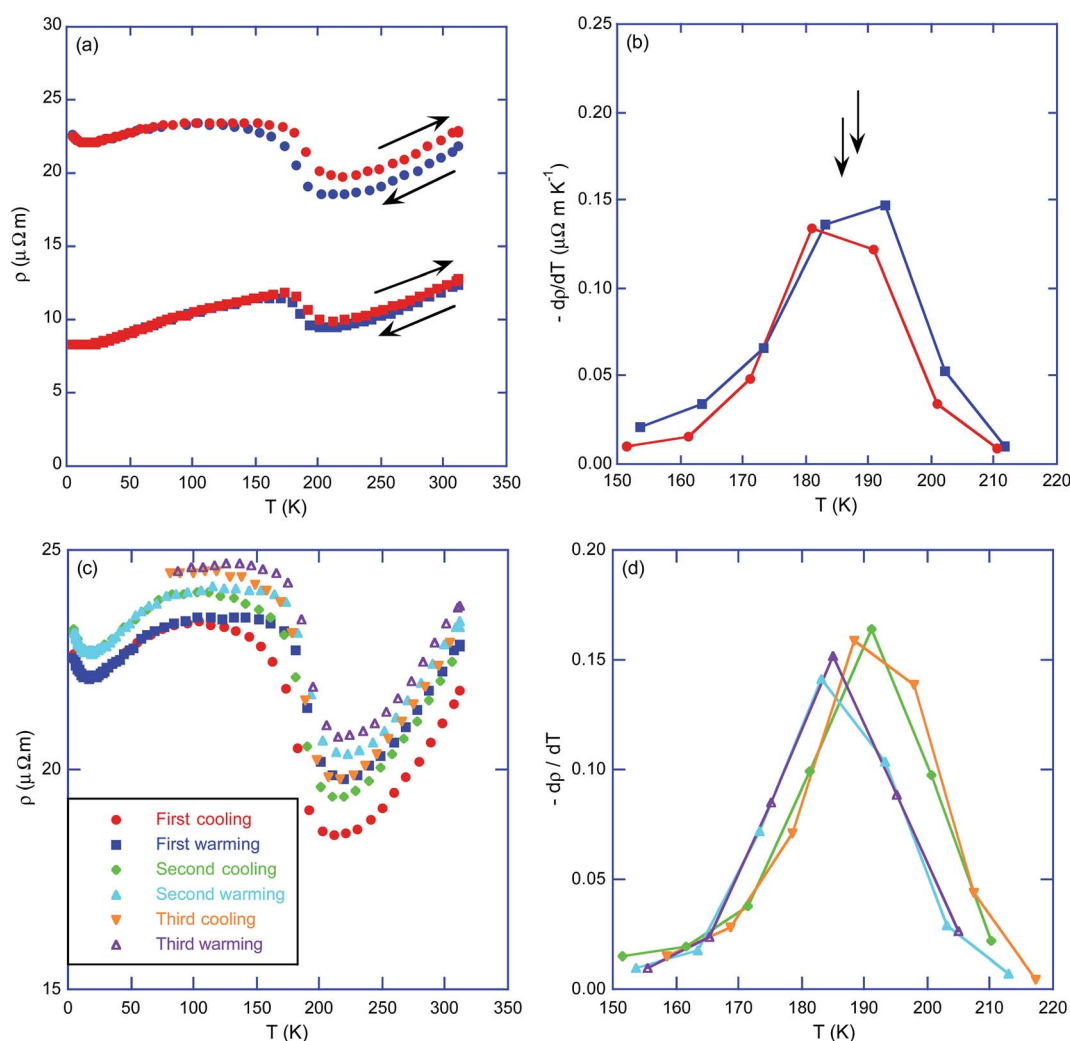 (a)
30
25
20
15
10
5
0
ρ (μΩm)
0 50 100 150 200 250 300 350
T (K)
(b)
0.25
0.20
0.15
0.10
0.05
0.00
- dρ/dT (μΩ m K⁻¹)
150 160 170 180 190 200 210 220
T (K)
(c)
25
20
15
ρ (μΩm)
First cooling
First warming
Second cooling
Second warming
Third cooling
Third warming
0 50 100 150 200 250 300 350
T (K)
(d)
0.20
0.15
0.10
0.05
0.00
- dρ / dT
150 160 170 180 190 200 210 220
T (K)